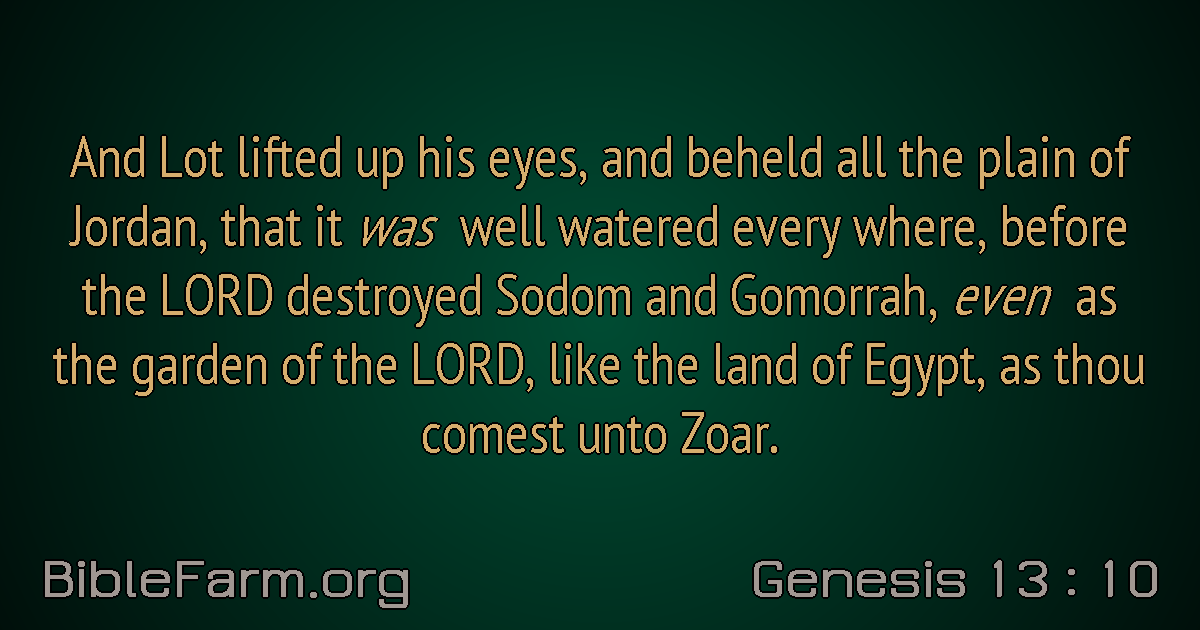 And Lot lifted up his eyes, and beheld all the plain of
Jordan, that it was well watered every where, before
the LORD destroyed Sodom and Gomorrah, even as
the garden of the LORD, like the land of Egypt, as thou
comest unto Zoar.
BibleFarm.org
Genesis 13 : 10